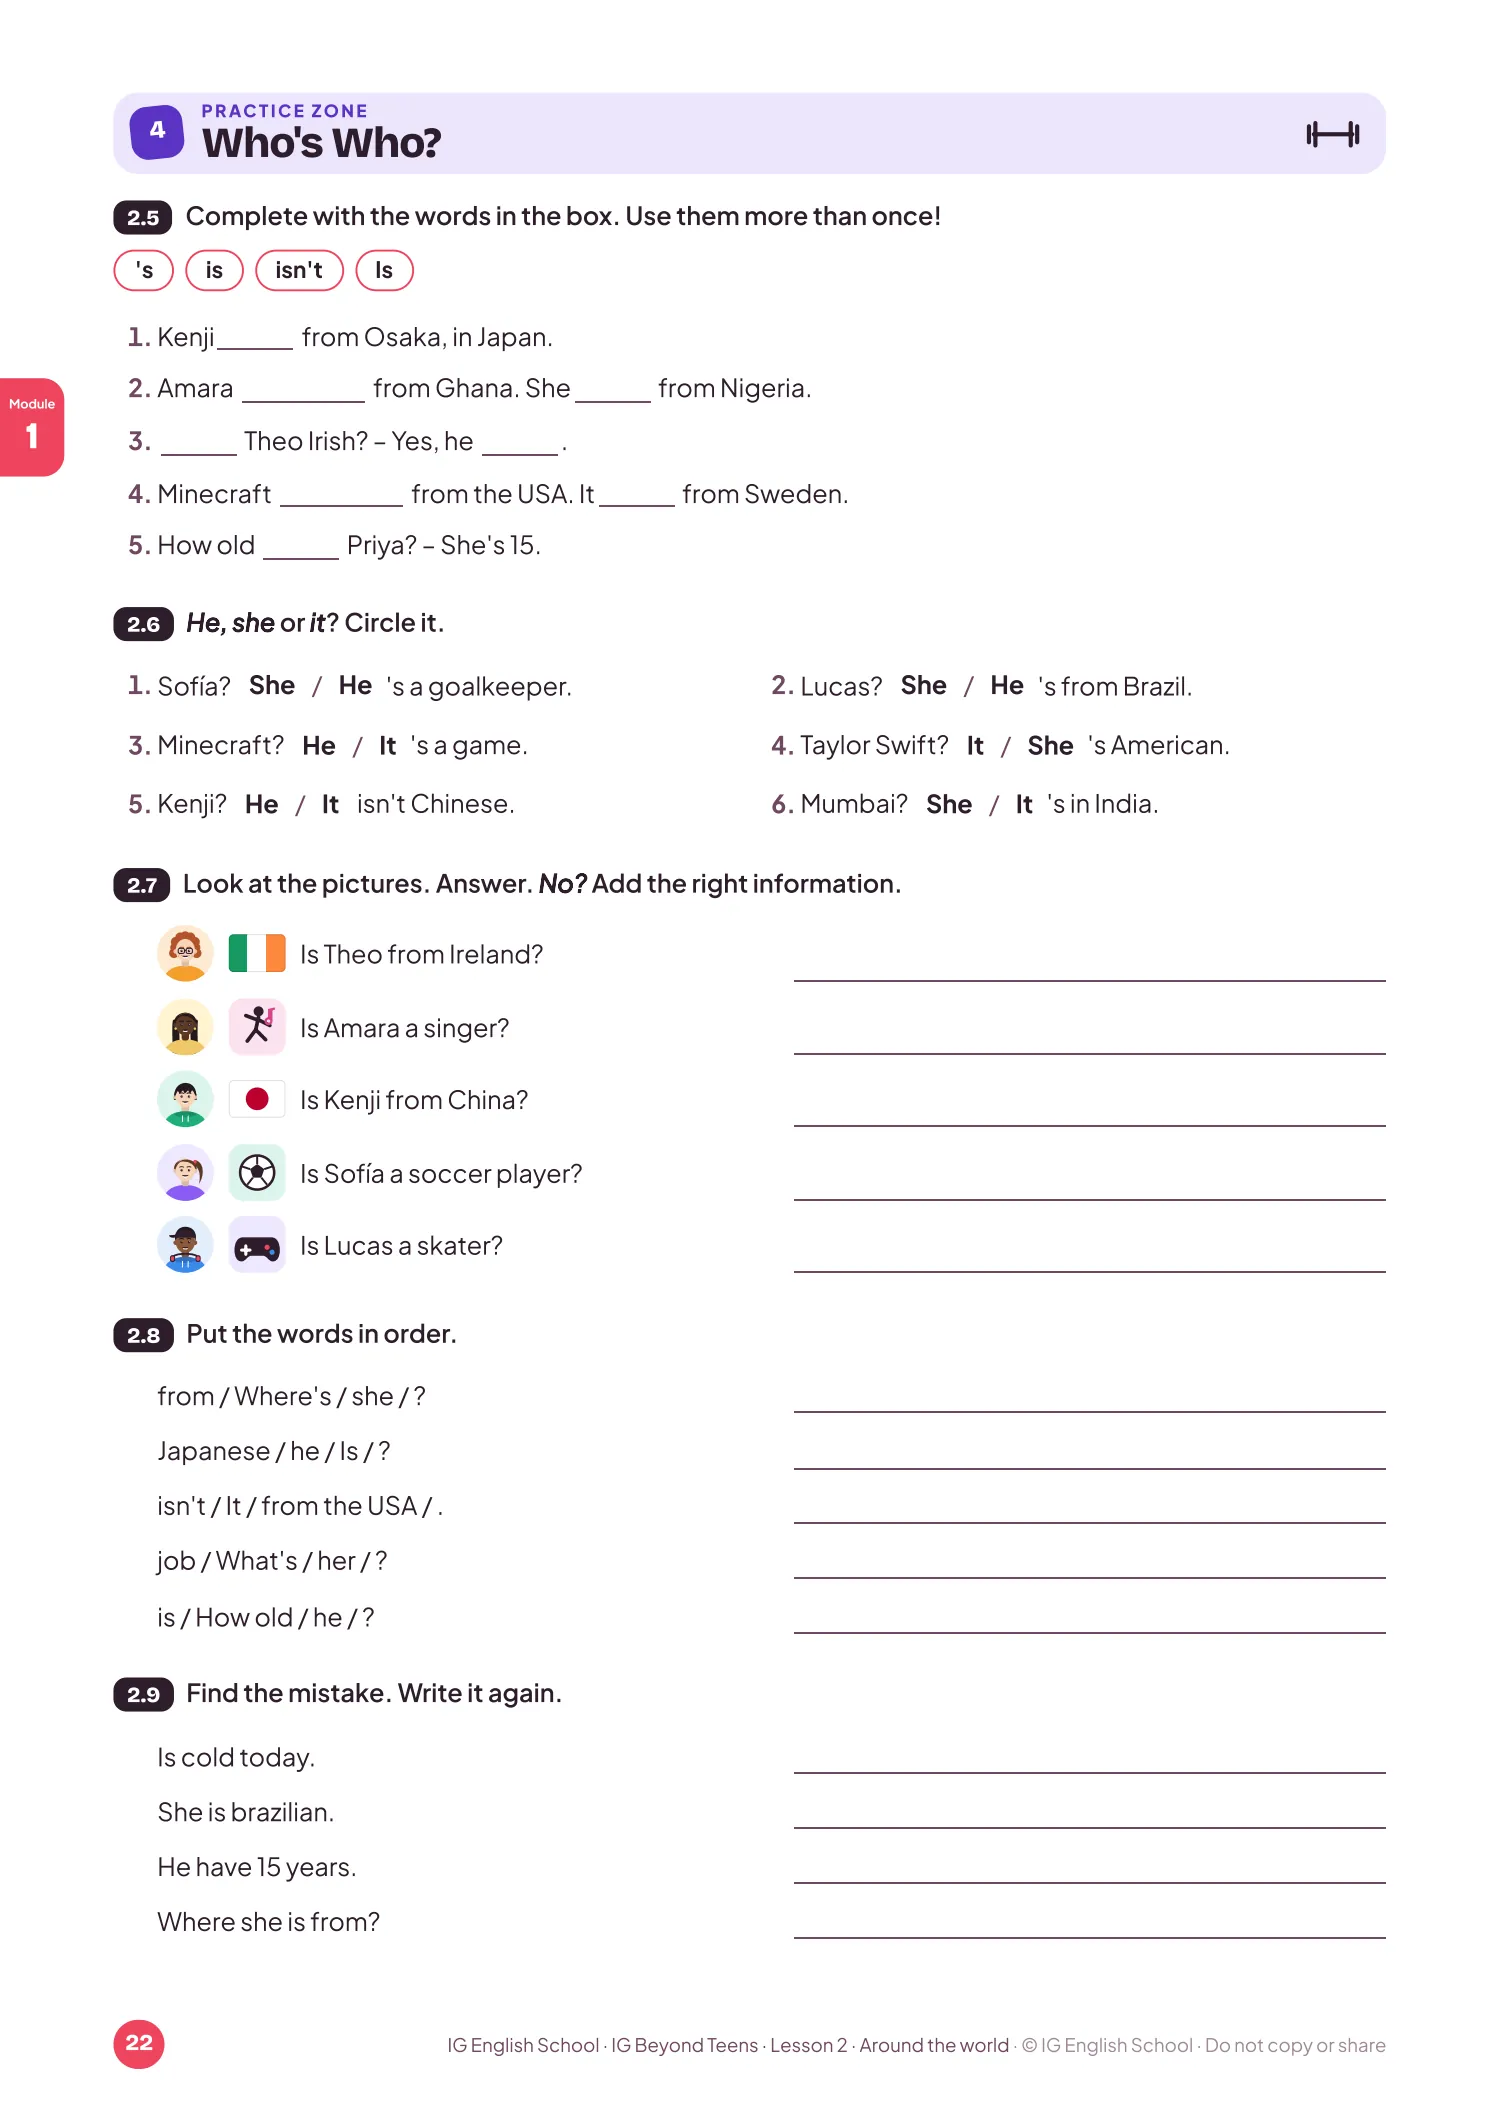 4
PRACTICE ZONE
Who's Who?
2.5 Complete with the words in the box. Use them more than once!
's is isn't Is
1. Kenji______ from Osaka, in Japan.
Module
1
2. Amara __________ from Ghana. She______ from Nigeria.
3. ______ Theo Irish? – Yes, he ______.
4. Minecraft __________ from the USA. It______ from Sweden.
5. How old ______ Priya? – She's 15.
2.6 He, she or it? Circle it.
1. Sofía? She / He 's a goalkeeper.
2. Lucas? She / He 's from Brazil.
3. Minecraft? He / It 's a game.
4. Taylor Swift? It / She 's American.
5. Kenji? He / It isn't Chinese.
6. Mumbai? She / It 's in India.
2.7 Look at the pictures. Answer. No? Add the right information.
Is Theo from Ireland?
Is Amara a singer?
Is Kenji from China?
Is Sofía a soccer player?
Is Lucas a skater?
2.8 Put the words in order.
from / Where's / she / ?
Japanese / he / Is / ?
isn't / It / from the USA / .
job / What's / her / ?
is / How old / he / ?
2.9 Find the mistake. Write it again.
Is cold today.
She is brazilian.
He have 15 years.
Where she is from?
22
IG English School · IG Beyond Teens · Lesson 2 · Around the world · © IG English School · Do not copy or share